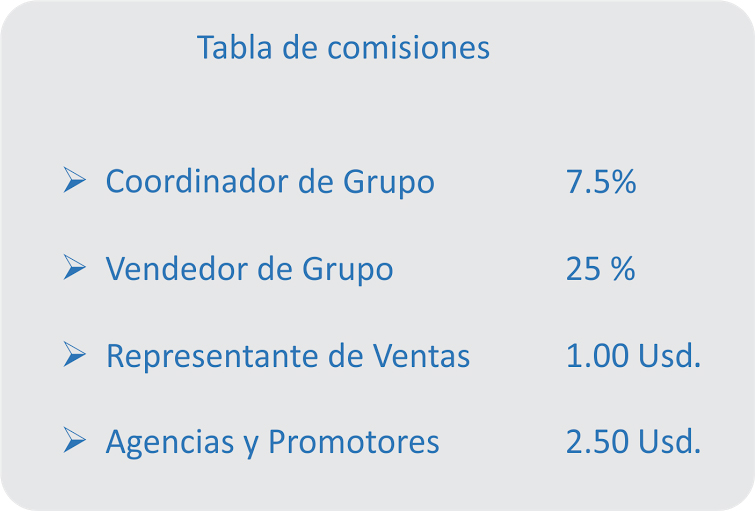 Tabla de comisiones
Coordinador de Grupo 7.5%
Vendedor de Grupo 25 %
Representante de Ventas 1.00 Usd.
Agencias y Promotores 2.50 Usd.